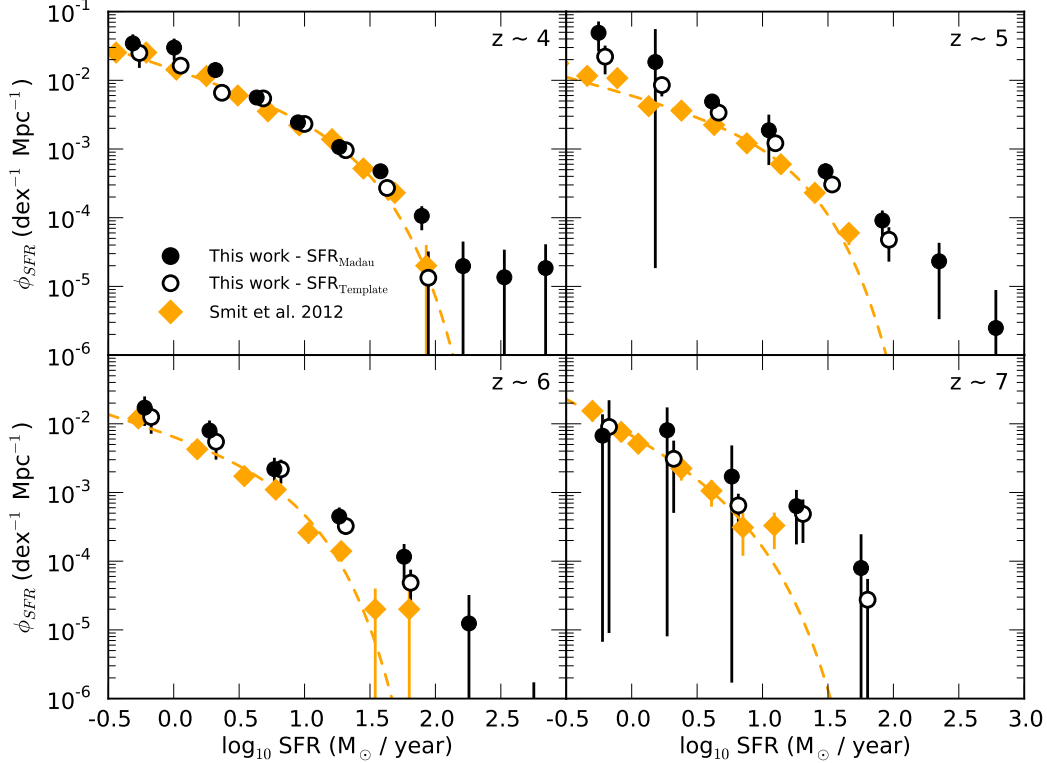 10⁻¹
10⁻²
10⁻³
10⁻⁴
10⁻⁵
10⁻⁶
ϕ_SFR (dex⁻¹ Mpc⁻¹)
z ~ 4
This work - SFR_Madau
This work - SFR_Template
Smit et al. 2012
z ~ 5
10⁻²
10⁻³
10⁻⁴
10⁻⁵
10⁻⁶
ϕ_SFR (dex⁻¹ Mpc⁻¹)
z ~ 6
z ~ 7
-0.5 0.0 0.5 1.0 1.5 2.0 2.5 -0.5 0.0 0.5 1.0 1.5 2.0 2.5 3.0
log₁₀ SFR (M_⊙ / year) log₁₀ SFR (M_⊙ / year)